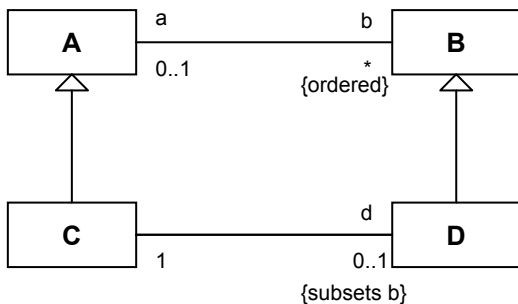 a b
A B
0..1 *
{ordered}
d
C D
1 0..1
{subsets b}